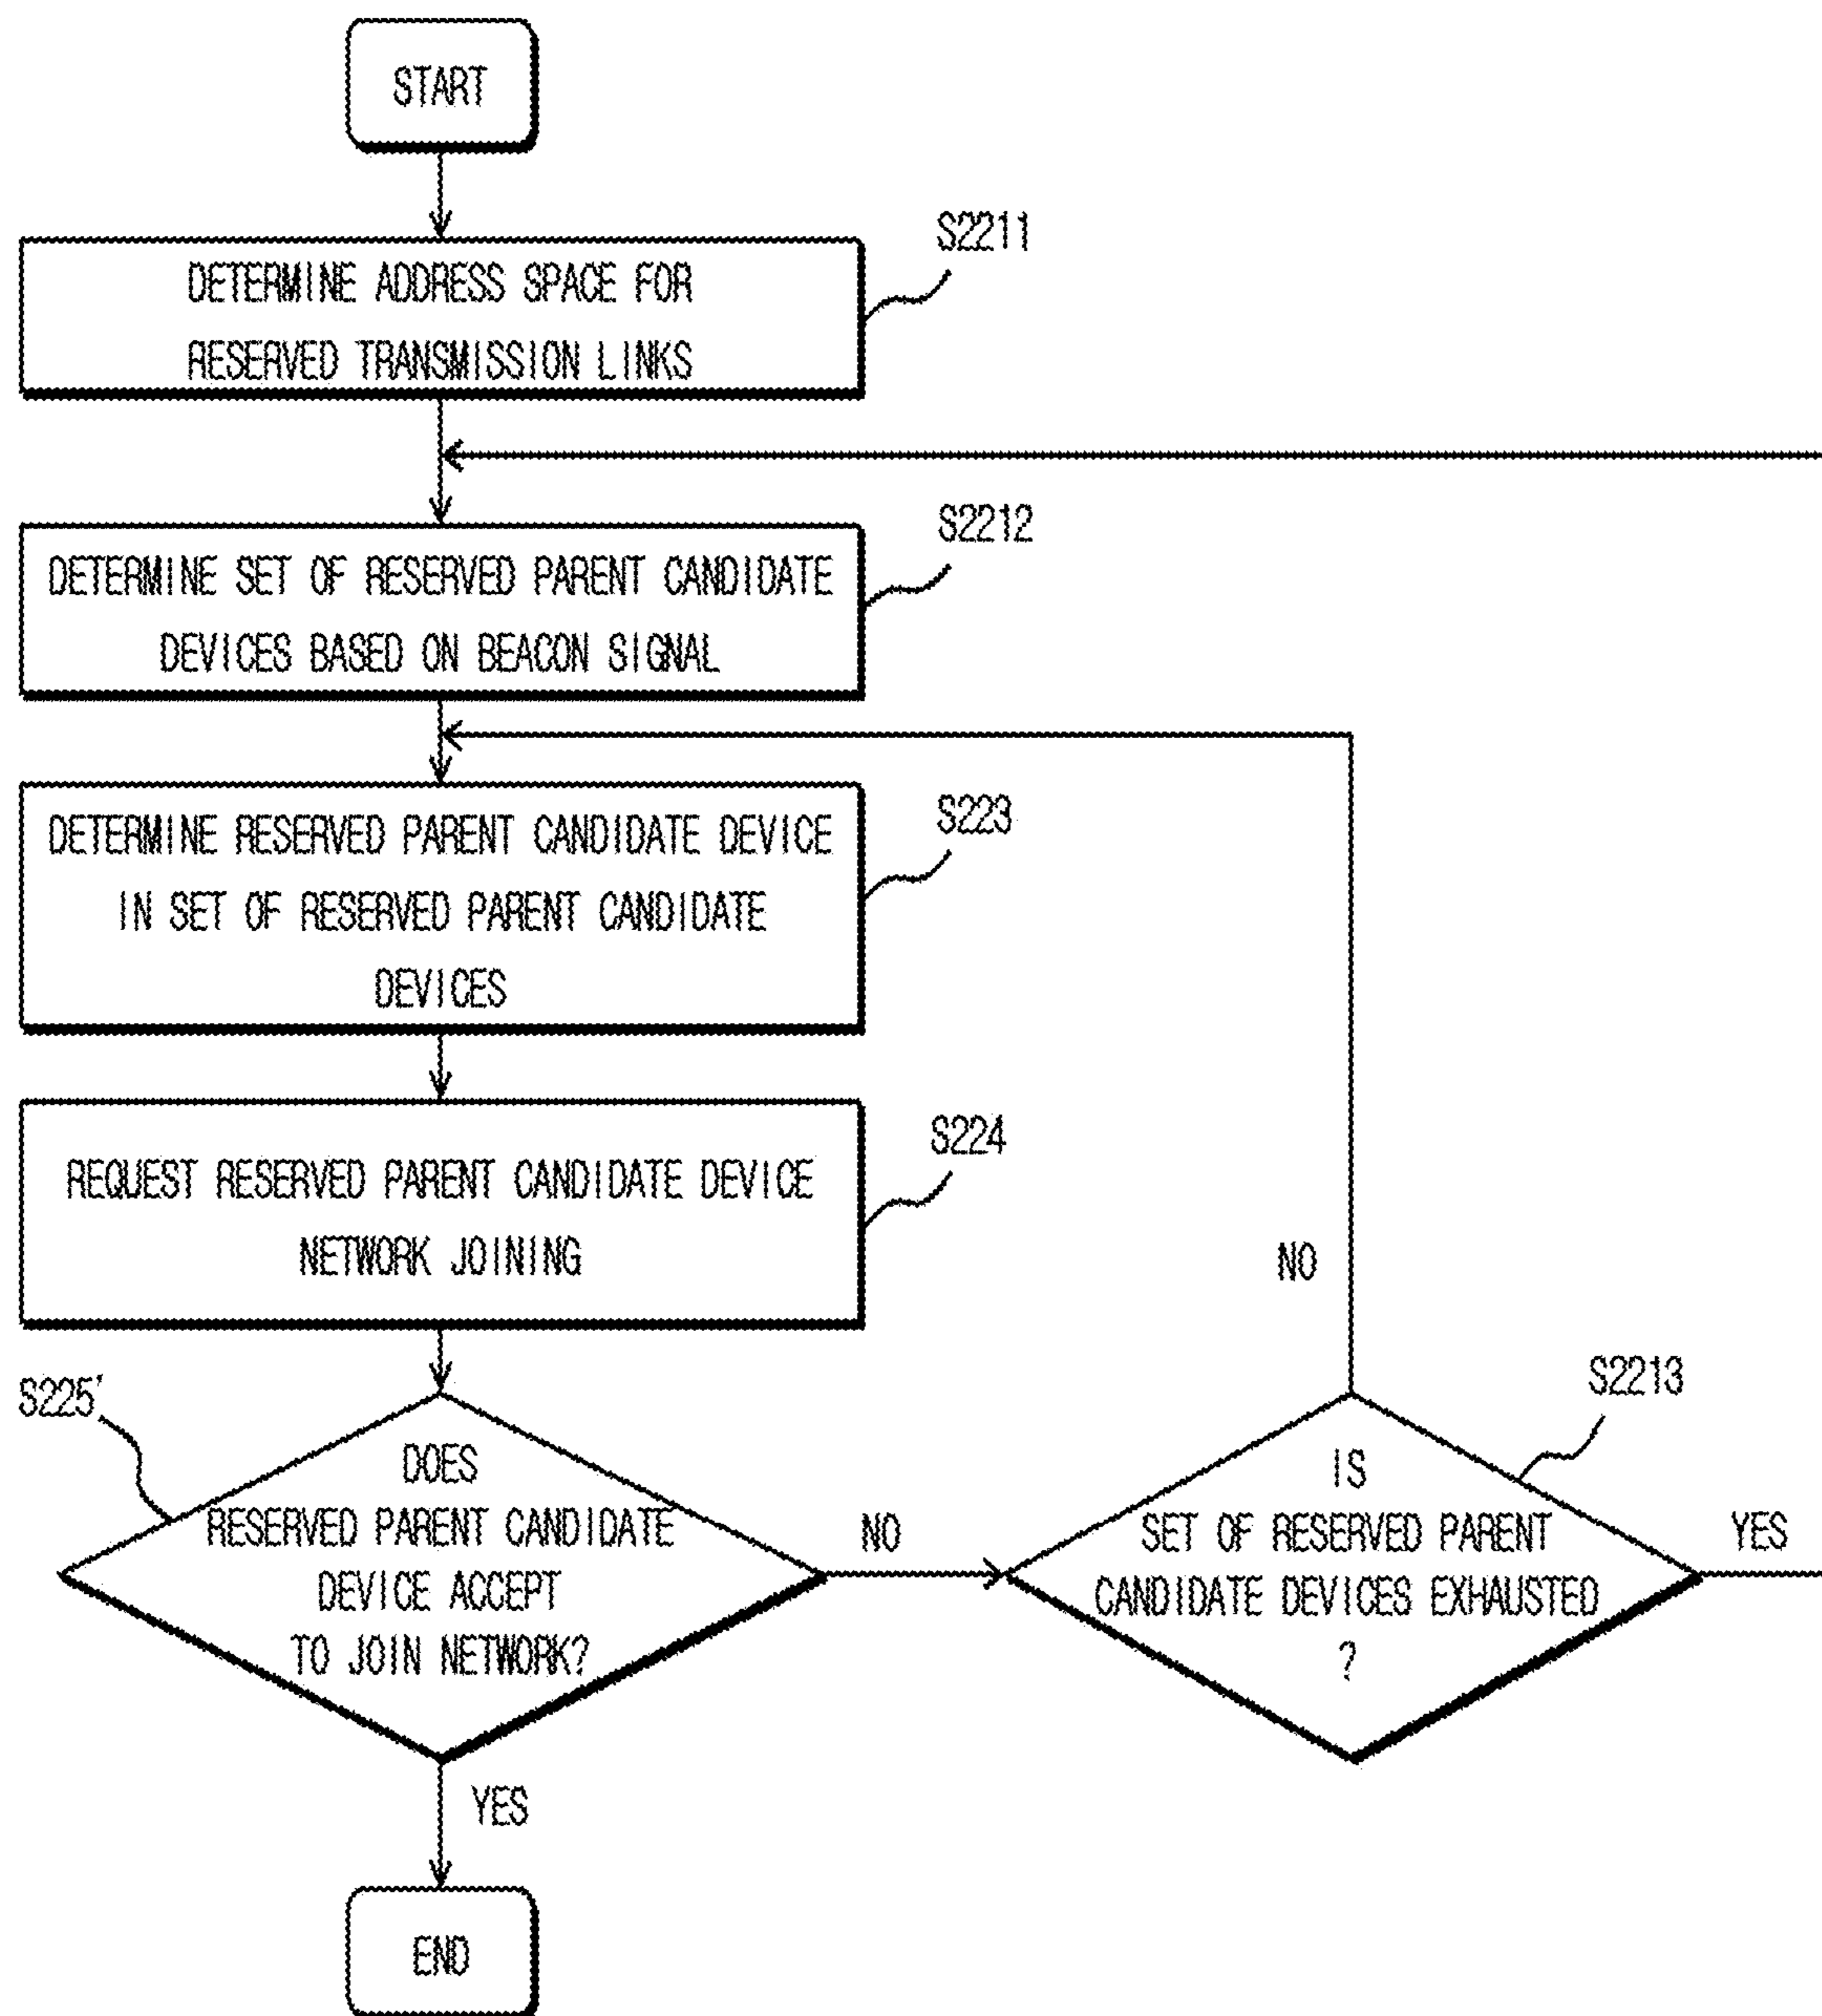 START
S2211
DETERMINE ADDRESS SPACE FOR
RESERVED TRANSMISSION LINKS
S2212
DETERMINE SET OF RESERVED PARENT CANDIDATE
DEVICES BASED ON BEACON SIGNAL
S223
DETERMINE RESERVED PARENT CANDIDATE DEVICE
IN SET OF RESERVED PARENT CANDIDATE
DEVICES
S224
REQUEST RESERVED PARENT CANDIDATE DEVICE
NETWORK JOINING
NO
S225'
DOES
RESERVED PARENT CANDIDATE
DEVICE ACCEPT
TO JOIN NETWORK?
NO
S2213
IS
SET OF RESERVED PARENT
CANDIDATE DEVICES EXHAUSTED
?
YES
YES
END